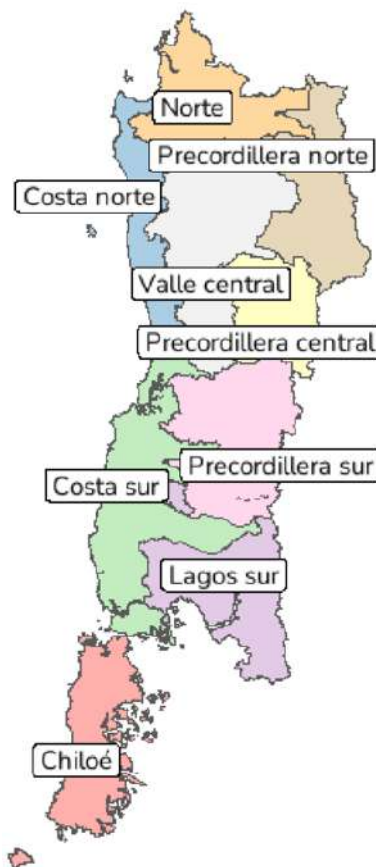 Norte
Precordillera norte
Costa norte
Valle central
Precordillera central
Precordillera sur
Costa sur
Lagos sur
Chiloé